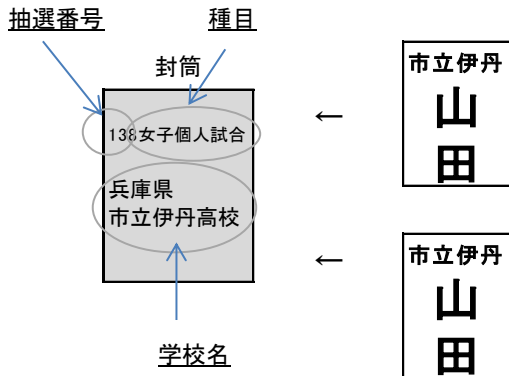 抽選番号
種目
封筒
138女子個人試合
兵庫県
市立伊丹高校
学校名
←
市立伊丹
山
田
←
市立伊丹
山
田